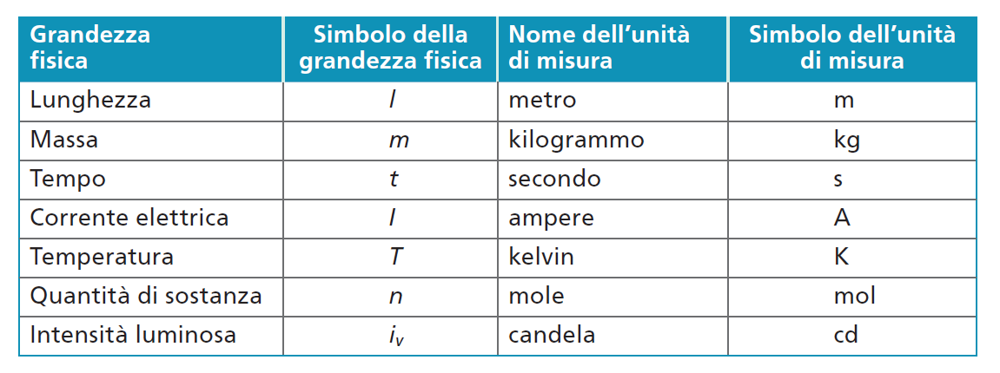 Grandezza fisica | Simbolo della grandezza fisica | Nome dell’unità di misura | Simbolo dell’unità di misura
Lunghezza | l | metro | m
Massa | m | kilogrammo | kg
Tempo | t | secondo | s
Corrente elettrica | I | ampere | A
Temperatura | T | kelvin | K
Quantità di sostanza | n | mole | mol
Intensità luminosa | iv | candela | cd